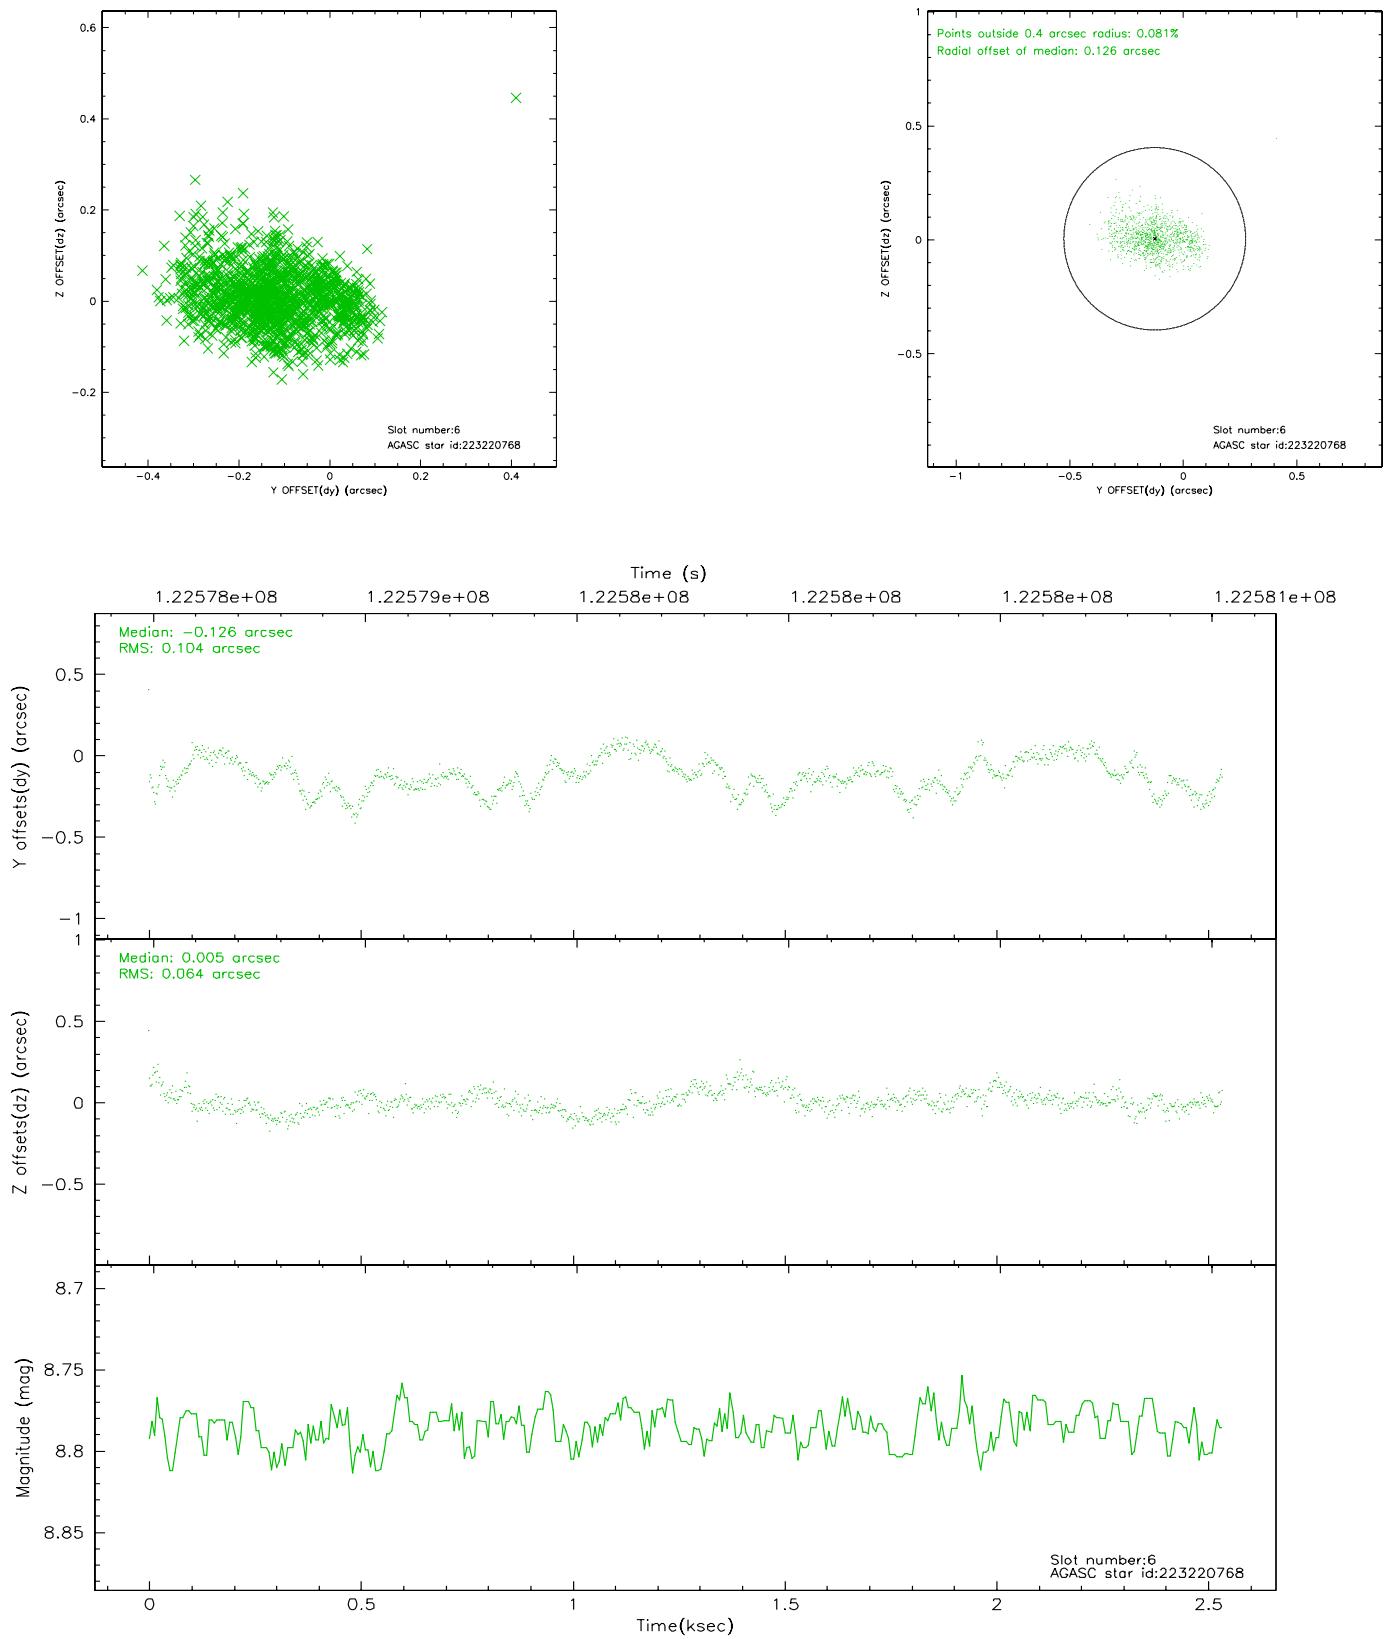 0.6
0.4
0.2
0
−0.2
−0.4
−0.2
0
0.2
0.4
Z OFFSET(dz) (arcsec)
Y OFFSET(dy) (arcsec)
Slot number:6
AGASC star id:223220768
Points outside 0.4 arcsec radius: 0.081%
Radial offset of median: 0.126 arcsec
1
0.5
0
−0.5
−1
−0.5
0
0.5
Z OFFSET(dz) (arcsec)
Y OFFSET(dy) (arcsec)
Slot number:6
AGASC star id:223220768
Time (s)
1.22578e+08 1.22579e+08 1.2258e+08 1.2258e+08 1.2258e+08 1.22581e+08
Median: −0.126 arcsec
RMS: 0.104 arcsec
0.5
0
−0.5
−1
Y offsets(dy) (arcsec)
Median: 0.005 arcsec
RMS: 0.064 arcsec
1
0.5
0
−0.5
Z offsets(dz) (arcsec)
8.7
8.75
8.8
8.85
Magnitude (mag)
Slot number:6
AGASC star id:223220768
0 0.5 1 1.5 2 2.5
Time(ksec)